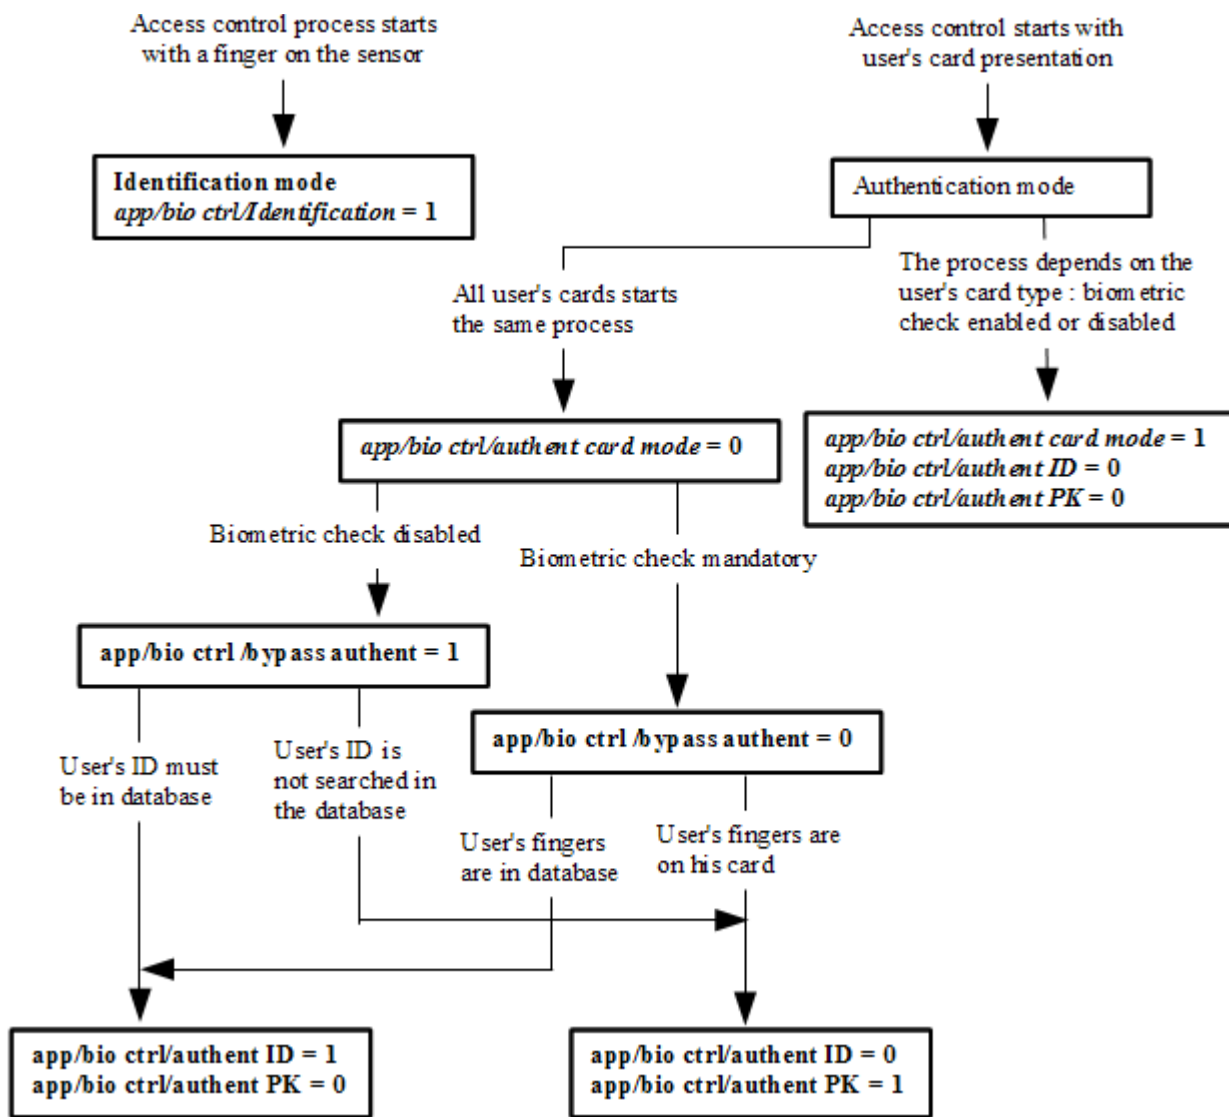 Access control process starts
with a finger on the sensor
Access control starts with
user's card presentation
Identification mode
app/bio ctrl/Identification = 1
Authentication mode
All user's cards starts
the same process
The process depends on the
user's card type : biometric
check enabled or disabled
app/bio ctrl/authent card mode = 0
app/bio ctrl/authent card mode = 1
app/bio ctrl/authent ID = 0
app/bio ctrl/authent PK = 0
Biometric check disabled
Biometric check mandatory
app/bio ctrl /bypass authent = 1
app/bio ctrl /bypass authent = 0
User's ID must
be in database
User's ID is
not searched in
the database
User's fingers
are in database
User's fingers are
on his card
app/bio ctrl/authent ID = 1
app/bio ctrl/authent PK = 0
app/bio ctrl/authent ID = 0
app/bio ctrl/authent PK = 1